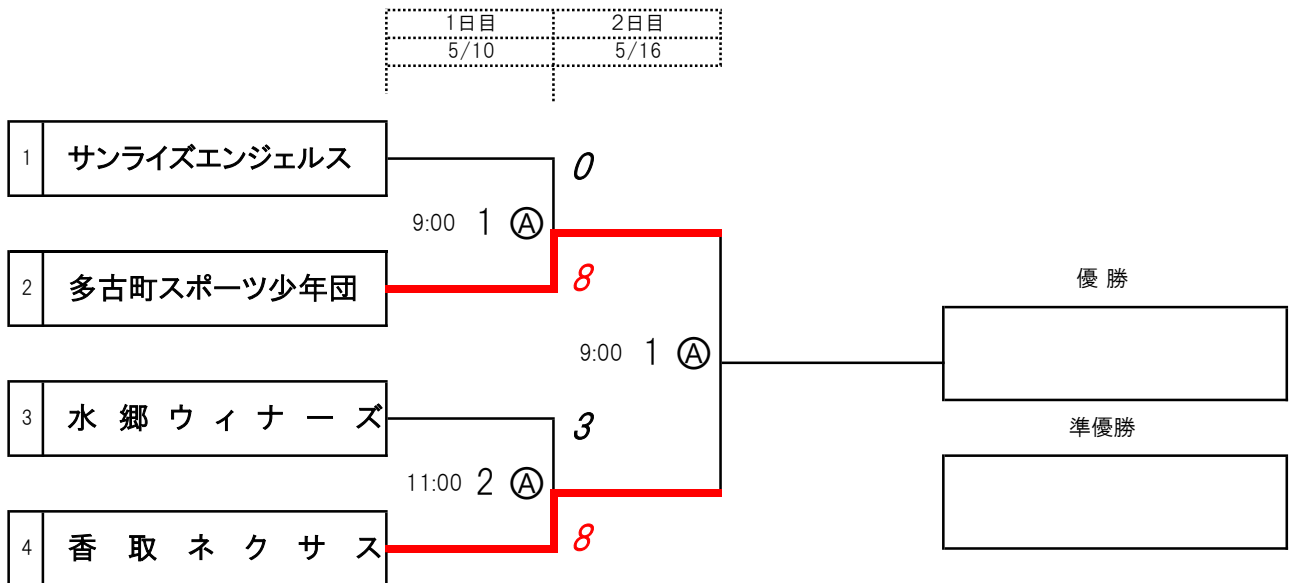 1日目 2日目
5/10 5/16
1 サンライズエンジェルス
0
9:00 1 Ⓐ
2 多古町スポーツ少年団
8
優 勝
9:00 1 Ⓐ
3 水 郷 ウ ィ ナ ー ズ
3
準優勝
11:00 2 Ⓐ
4 香 取 ネ ク サ ス
8